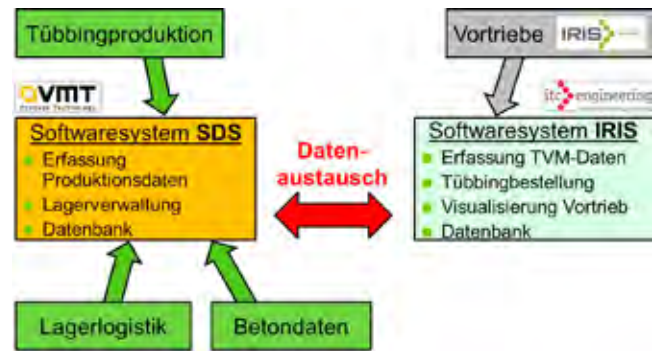 Tübbingproduktion
Vortriebe IRIS
VMT
itc engineering
Softwaresystem SDS
Erfassung
Produktionsdaten
Lagerverwallung
Datenbank
Daten-
austausch
Softwaresystem IRIS
Erfassung TVM-Daten
Tübbingbestellung
Visualisierung Vortrieb
Datenbank
Lagerlogistik
Betondaten